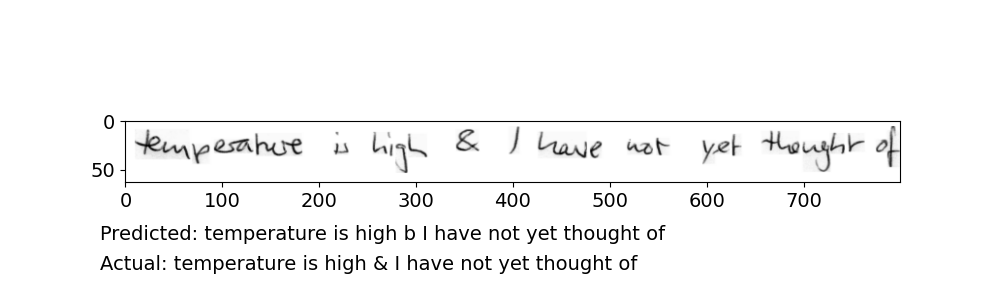 0
temperature is high & I have not yet thought of
50
0 100 200 300 400 500 600 700
Predicted: temperature is high b I have not yet thought of
Actual: temperature is high & I have not yet thought of